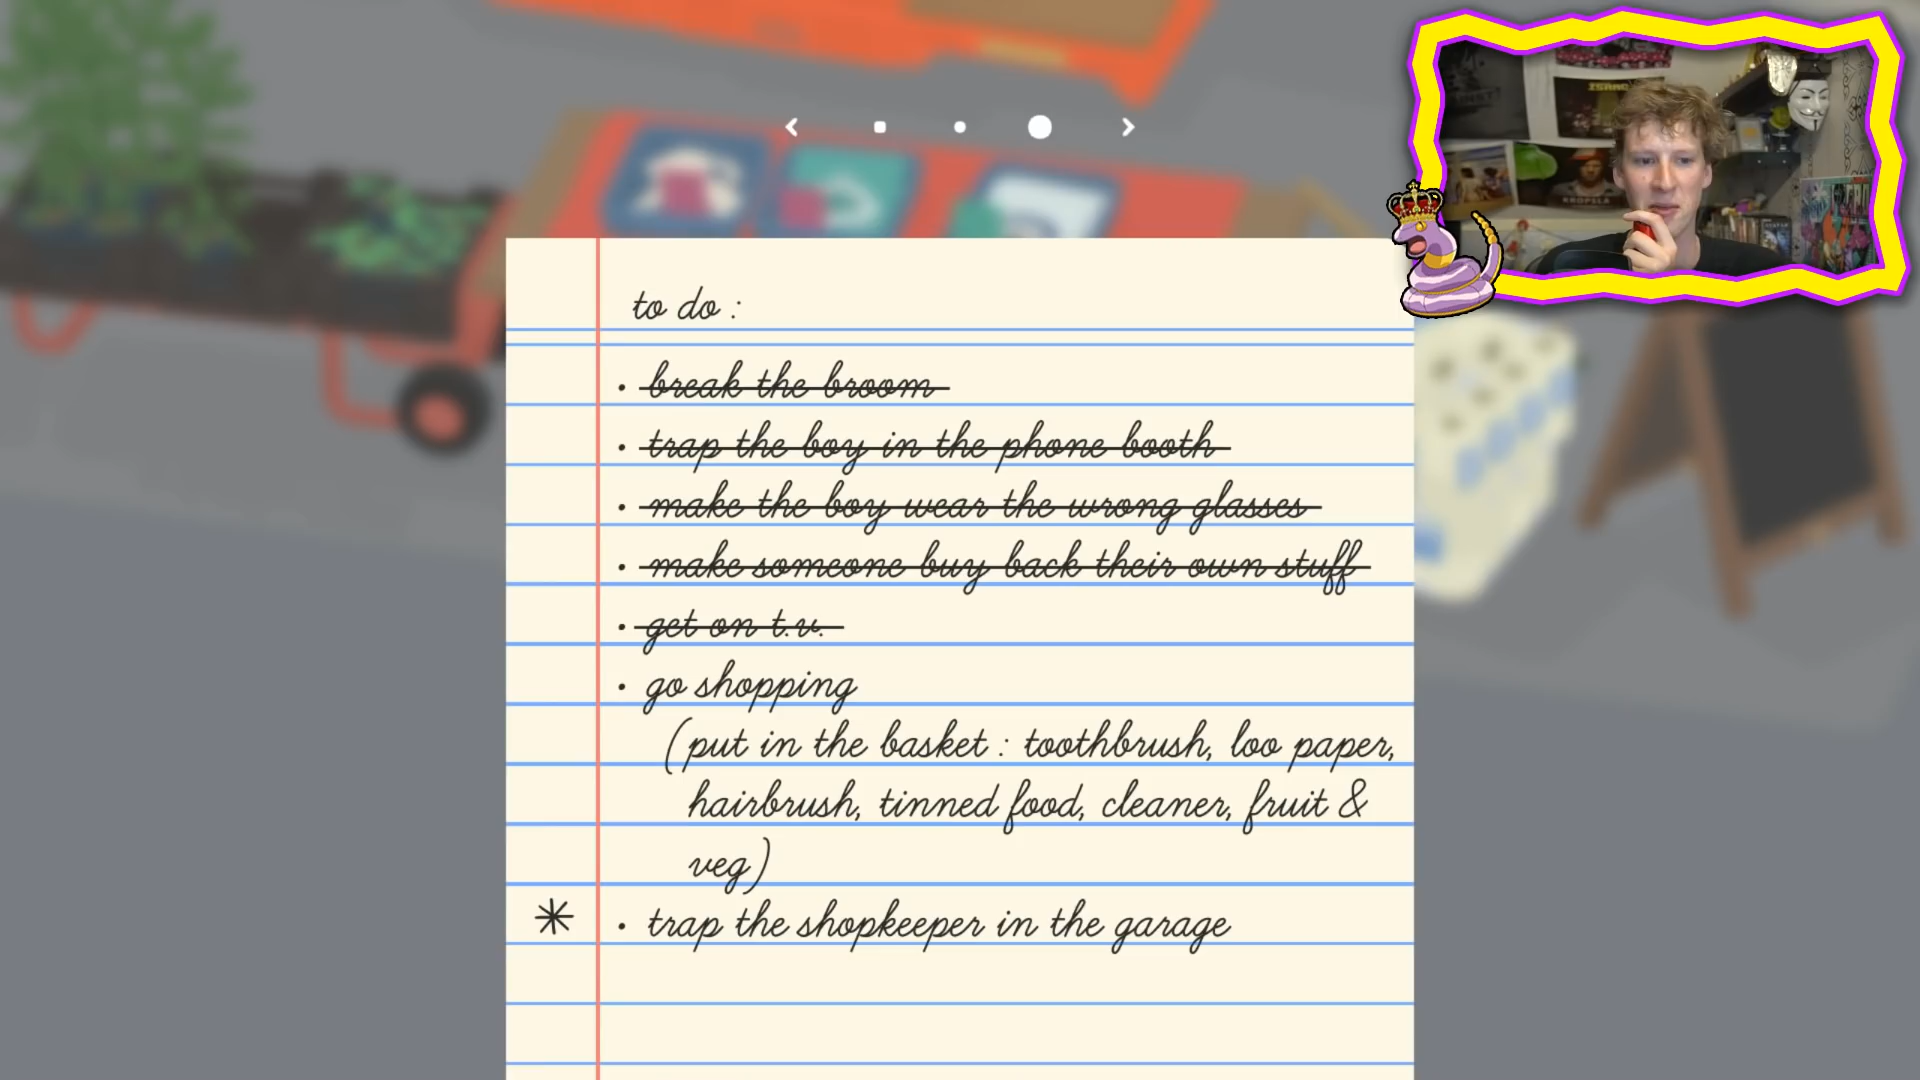 to do :
• break the broom
• trap the boy in the phone booth
• make the boy wear the wrong glasses
• make someone buy back their own stuff
• get on t.v.
• go shopping
(put in the basket : toothbrush, loo paper,
hairbrush, tinned food, cleaner, fruit &
veg)
* • trap the shopkeeper in the garage